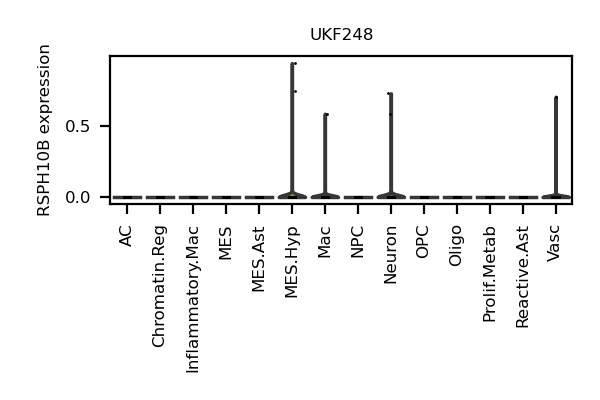 UKF248
RSPH10B expression
0.5
0.0
AC
Chromatin.Reg
Inflammatory.Mac
MES
MES.Ast
MES.Hyp
Mac
NPC
Neuron
OPC
Oligo
Prolif.Metab
Reactive.Ast
Vasc